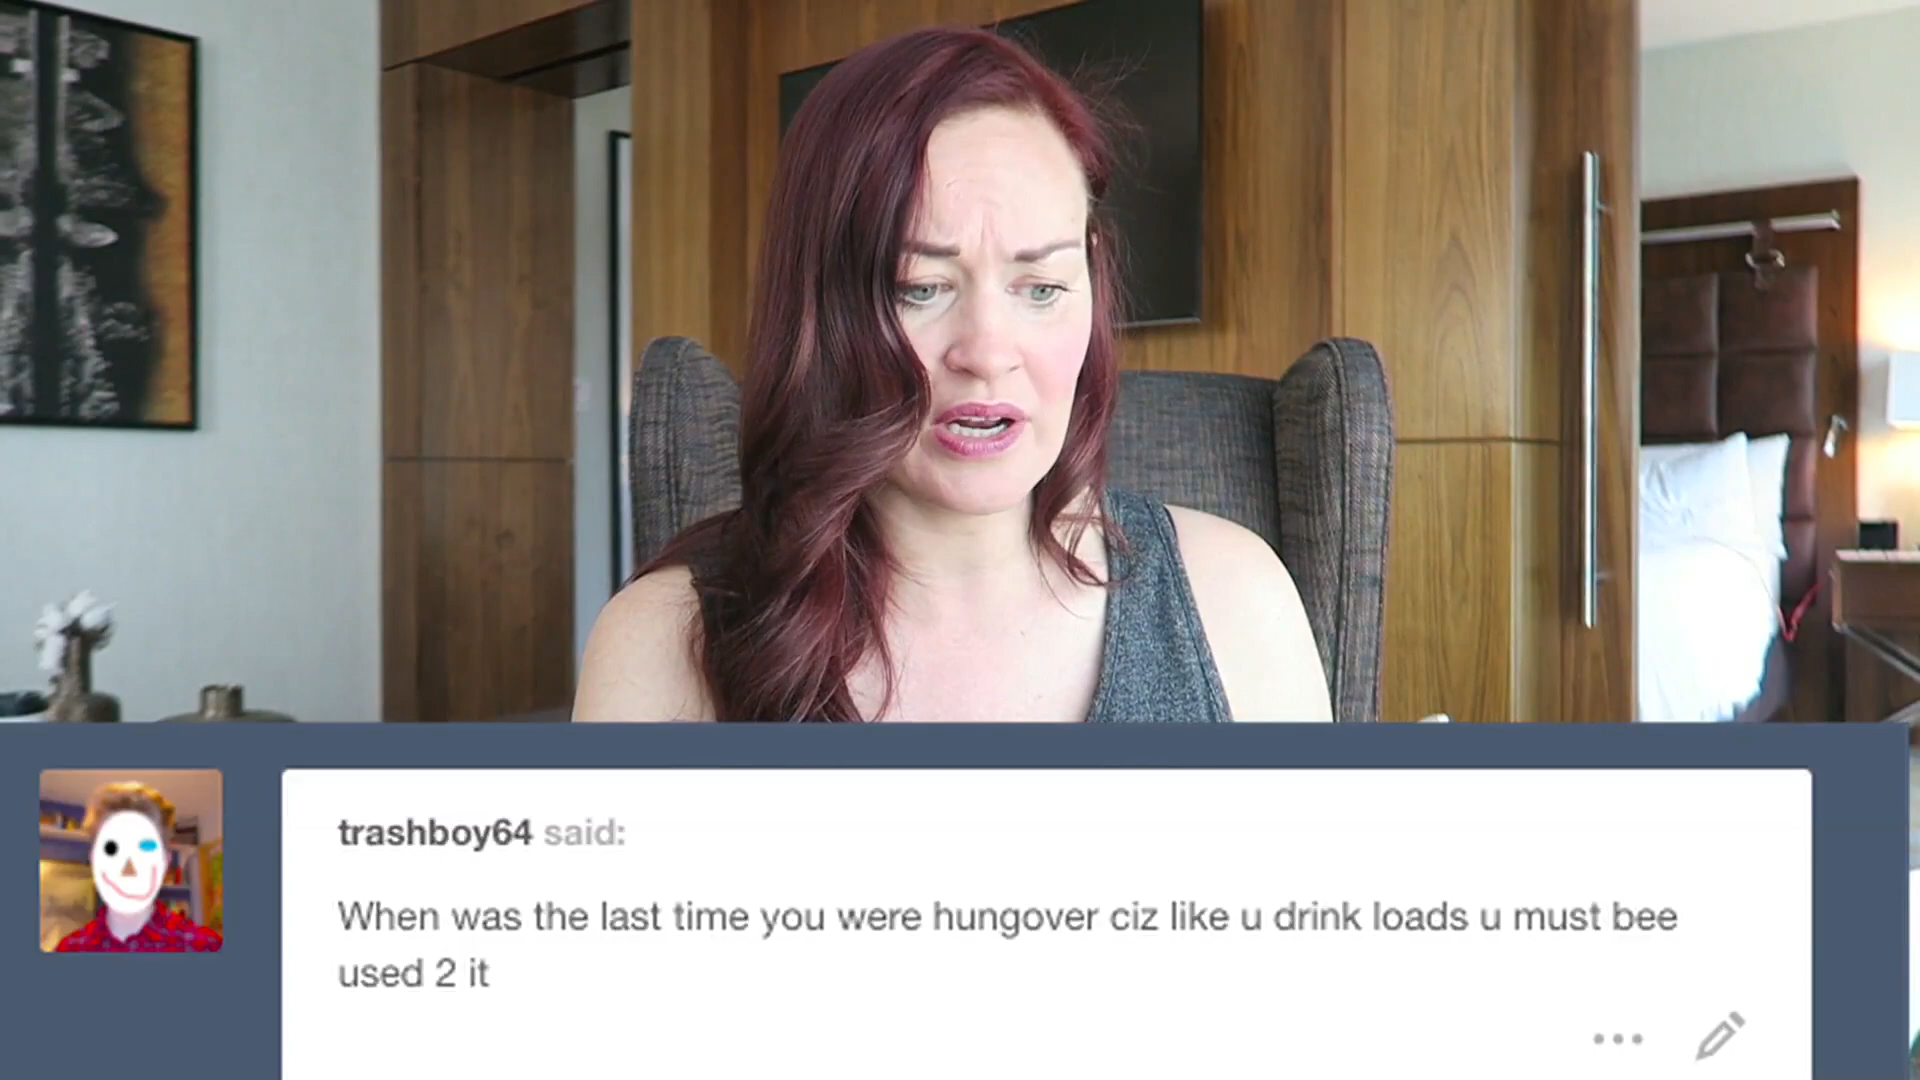 trashboy64 said:
When was the last time you were hungover ciz like u drink loads u must bee
used 2 it